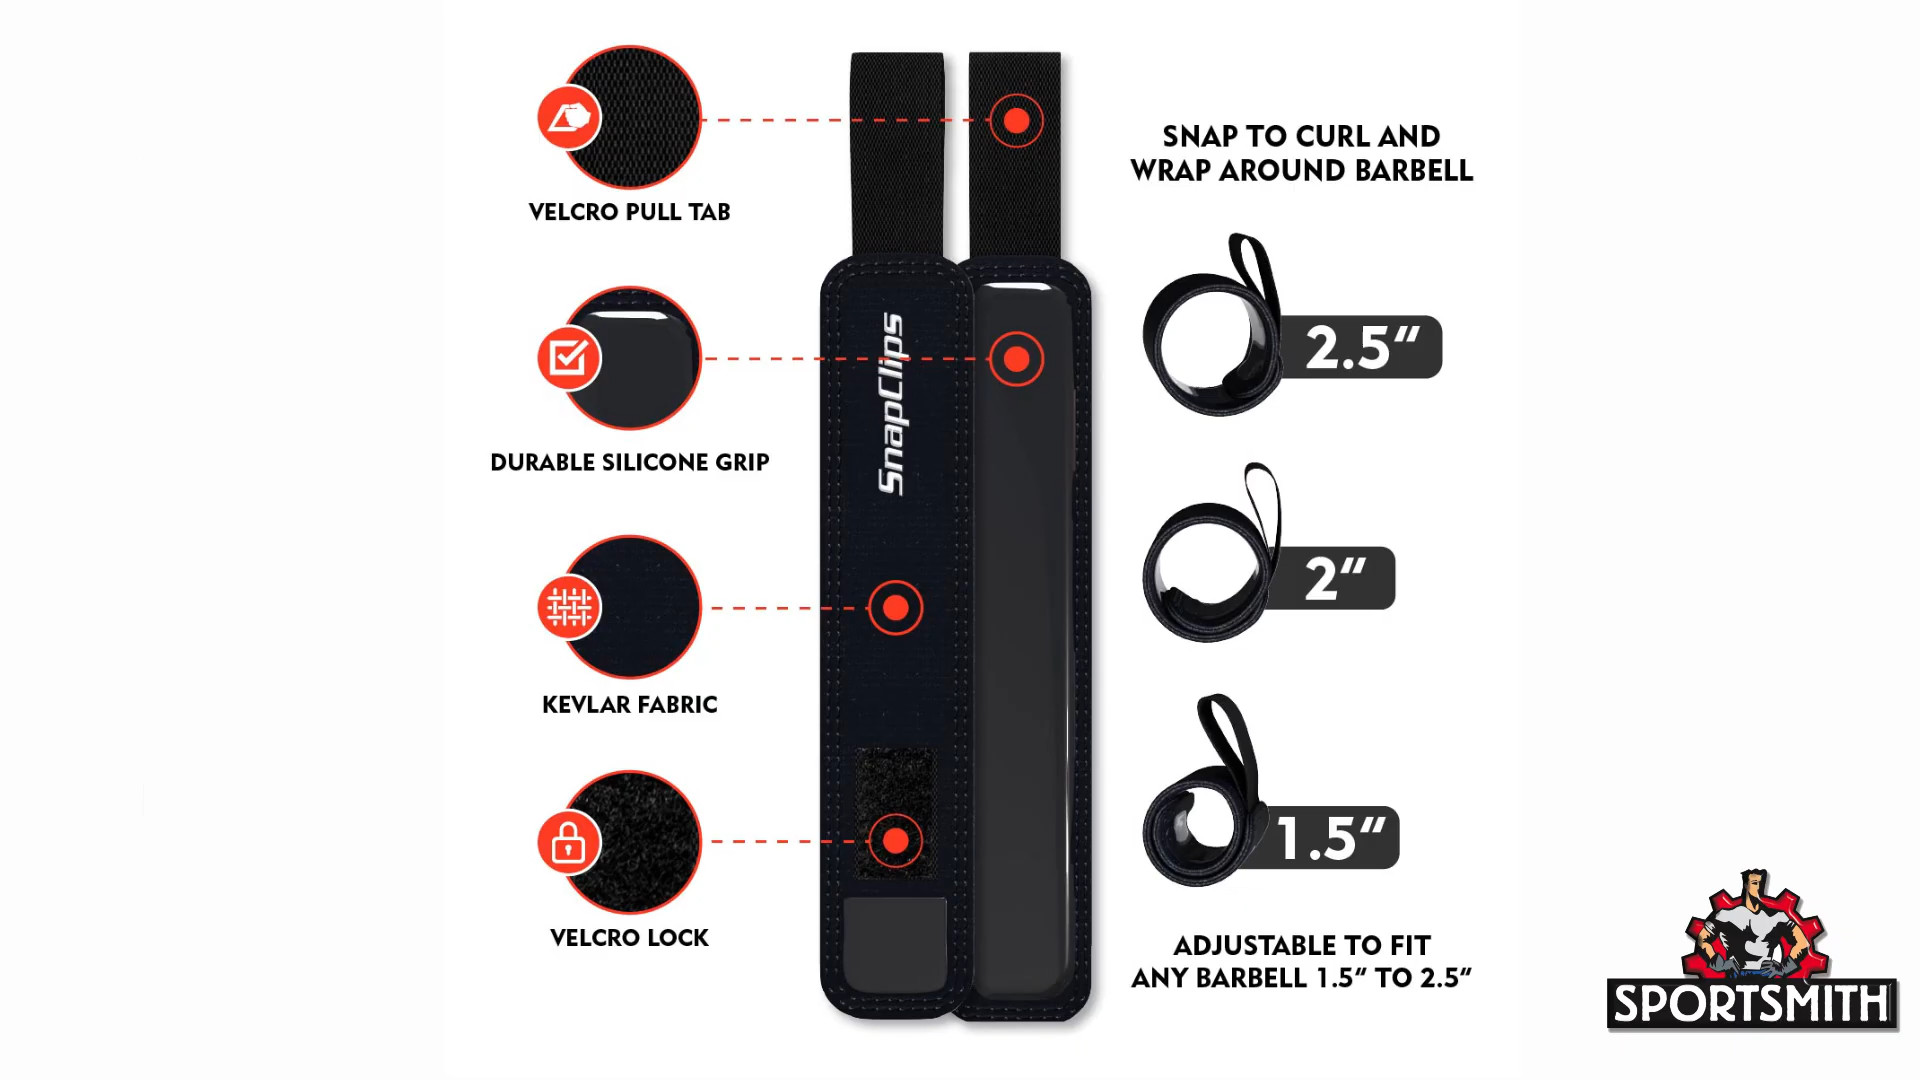 VELCRO PULL TAB
DURABLE SILICONE GRIP
KEVLAR FABRIC
VELCRO LOCK
SnapClips
SNAP TO CURL AND
WRAP AROUND BARBELL
2.5“
2“
1.5“
ADJUSTABLE TO FIT
ANY BARBELL 1.5“ TO 2.5“
SPORTSMITH